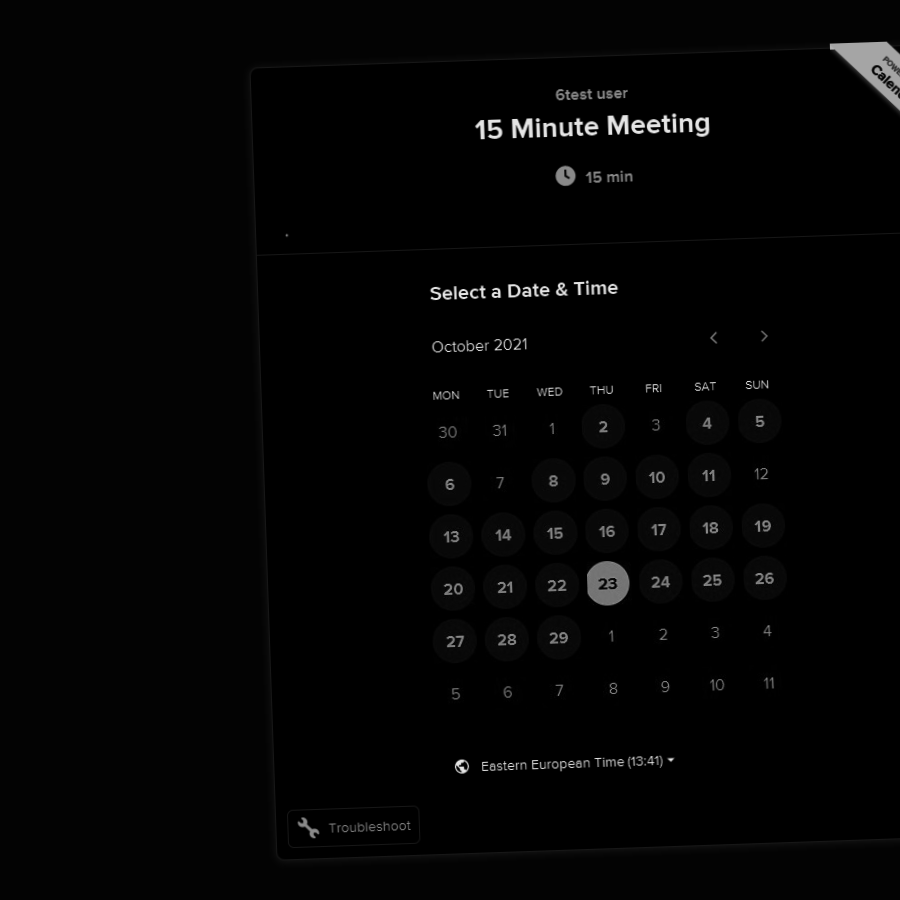 6test user
15 Minute Meeting
15 min
Select a Date & Time
October 2021
MON TUE WED THU FRI SAT SUN
30 31 1 2 3 4 5
6 7 8 9 10 11 12
13 14 15 16 17 18 19
20 21 22 23 24 25 26
27 28 29 1 2 3 4
5 6 7 8 9 10 11
Eastern European Time (13:41)
Troubleshoot